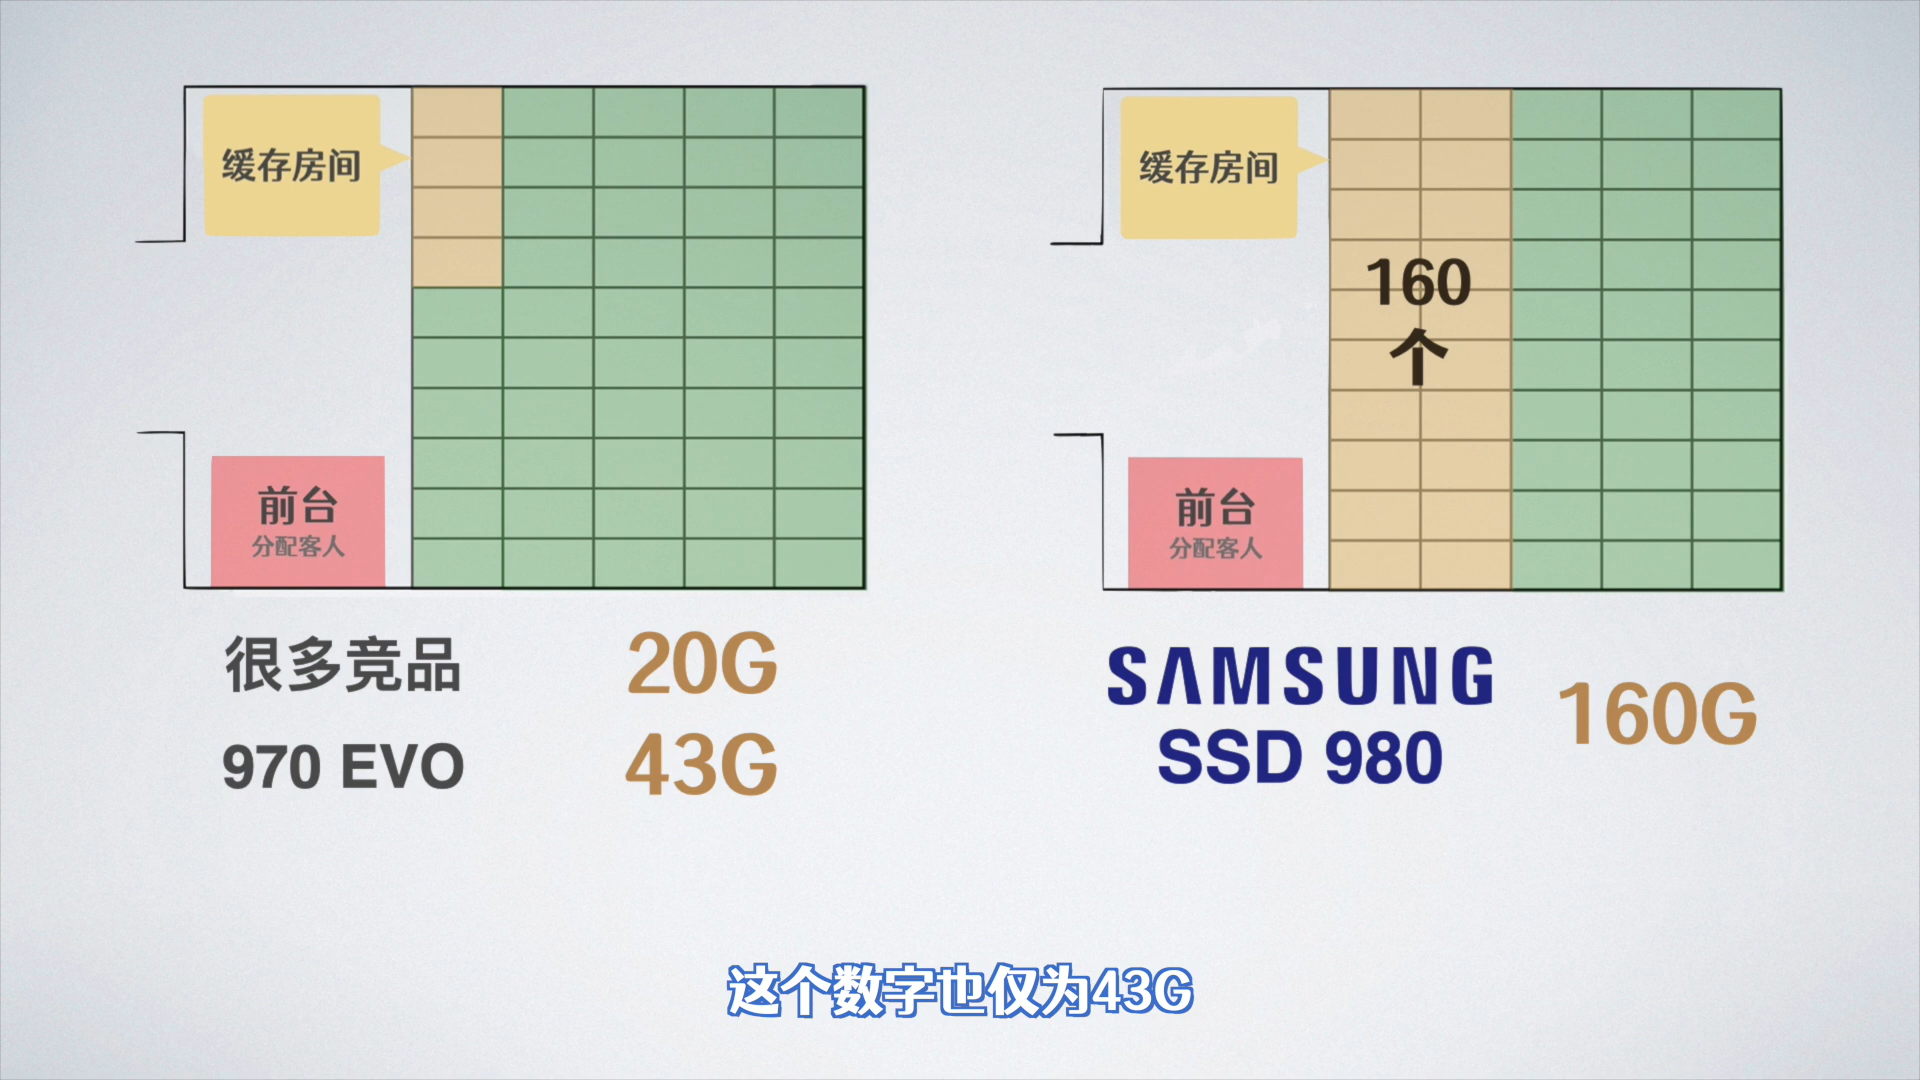 缓存房间
前台
分配客人
很多竞品 20G
970 EVO 43G
缓存房间
160
个
前台
分配客人
SAMSUNG
SSD 980
160G
这个数字也仅为43G